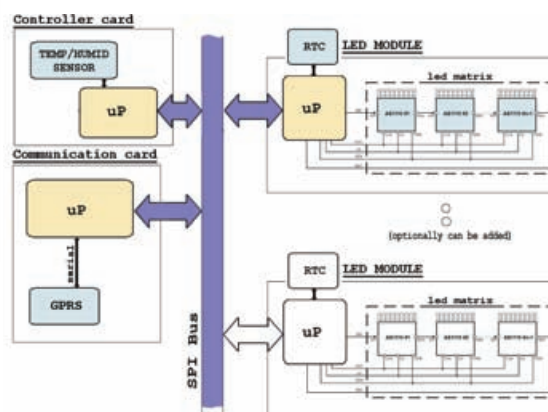 Controller card
TEMP/HUMID
SENSOR
uP
Communication card
uP
serial
GPRS
SPI Bus
RTC
LED MODULE
uP
led matrix
(optionally can be added)
RTC
LED MODULE
uP
led matrix